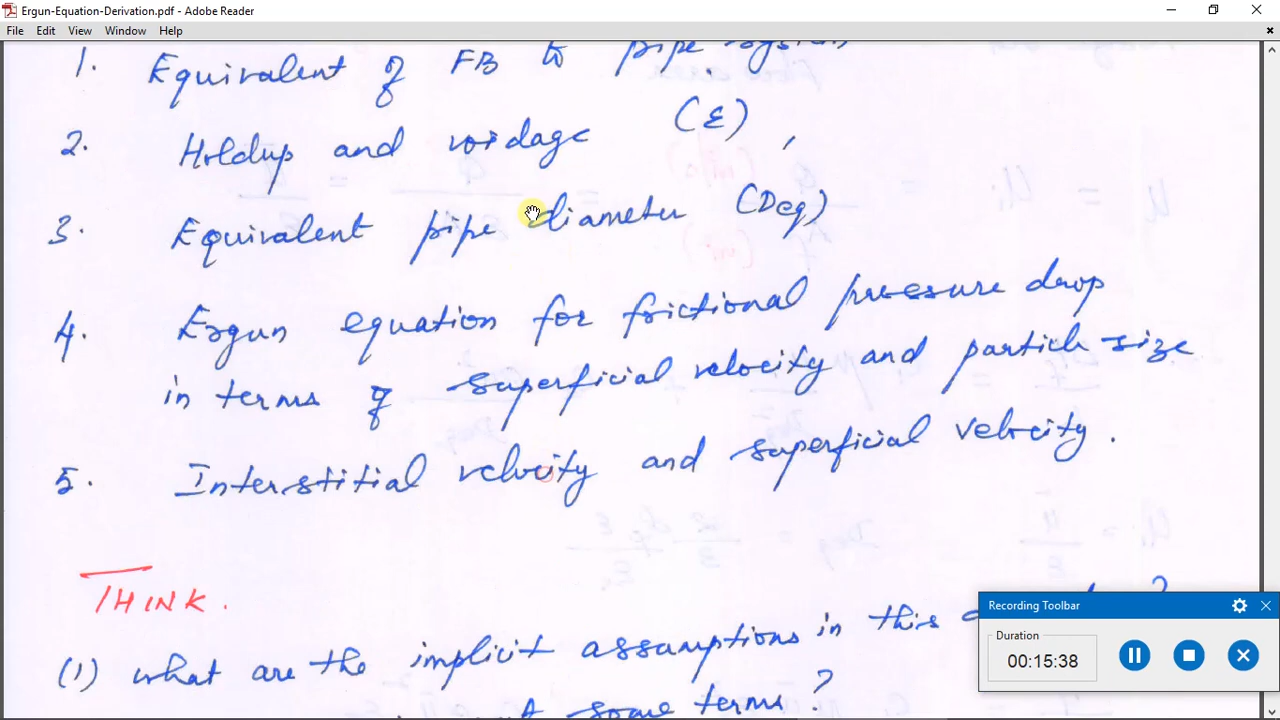 Ergun-Equation-Derivation.pdf - Adobe Reader
File Edit View Window Help
1. Equivalent of FB to pipe system
2. Holdup and voidage (ε),
3. Equivalent pipe diameter (Deq)
4. Ergun equation for frictional pressure drop
in terms of superficial velocity and particle size
5. Interstitial velocity and superficial velocity.
THINK.
(1) what are the implicit assumptions in this
some terms?
Recording Toolbar
Duration
00:15:38